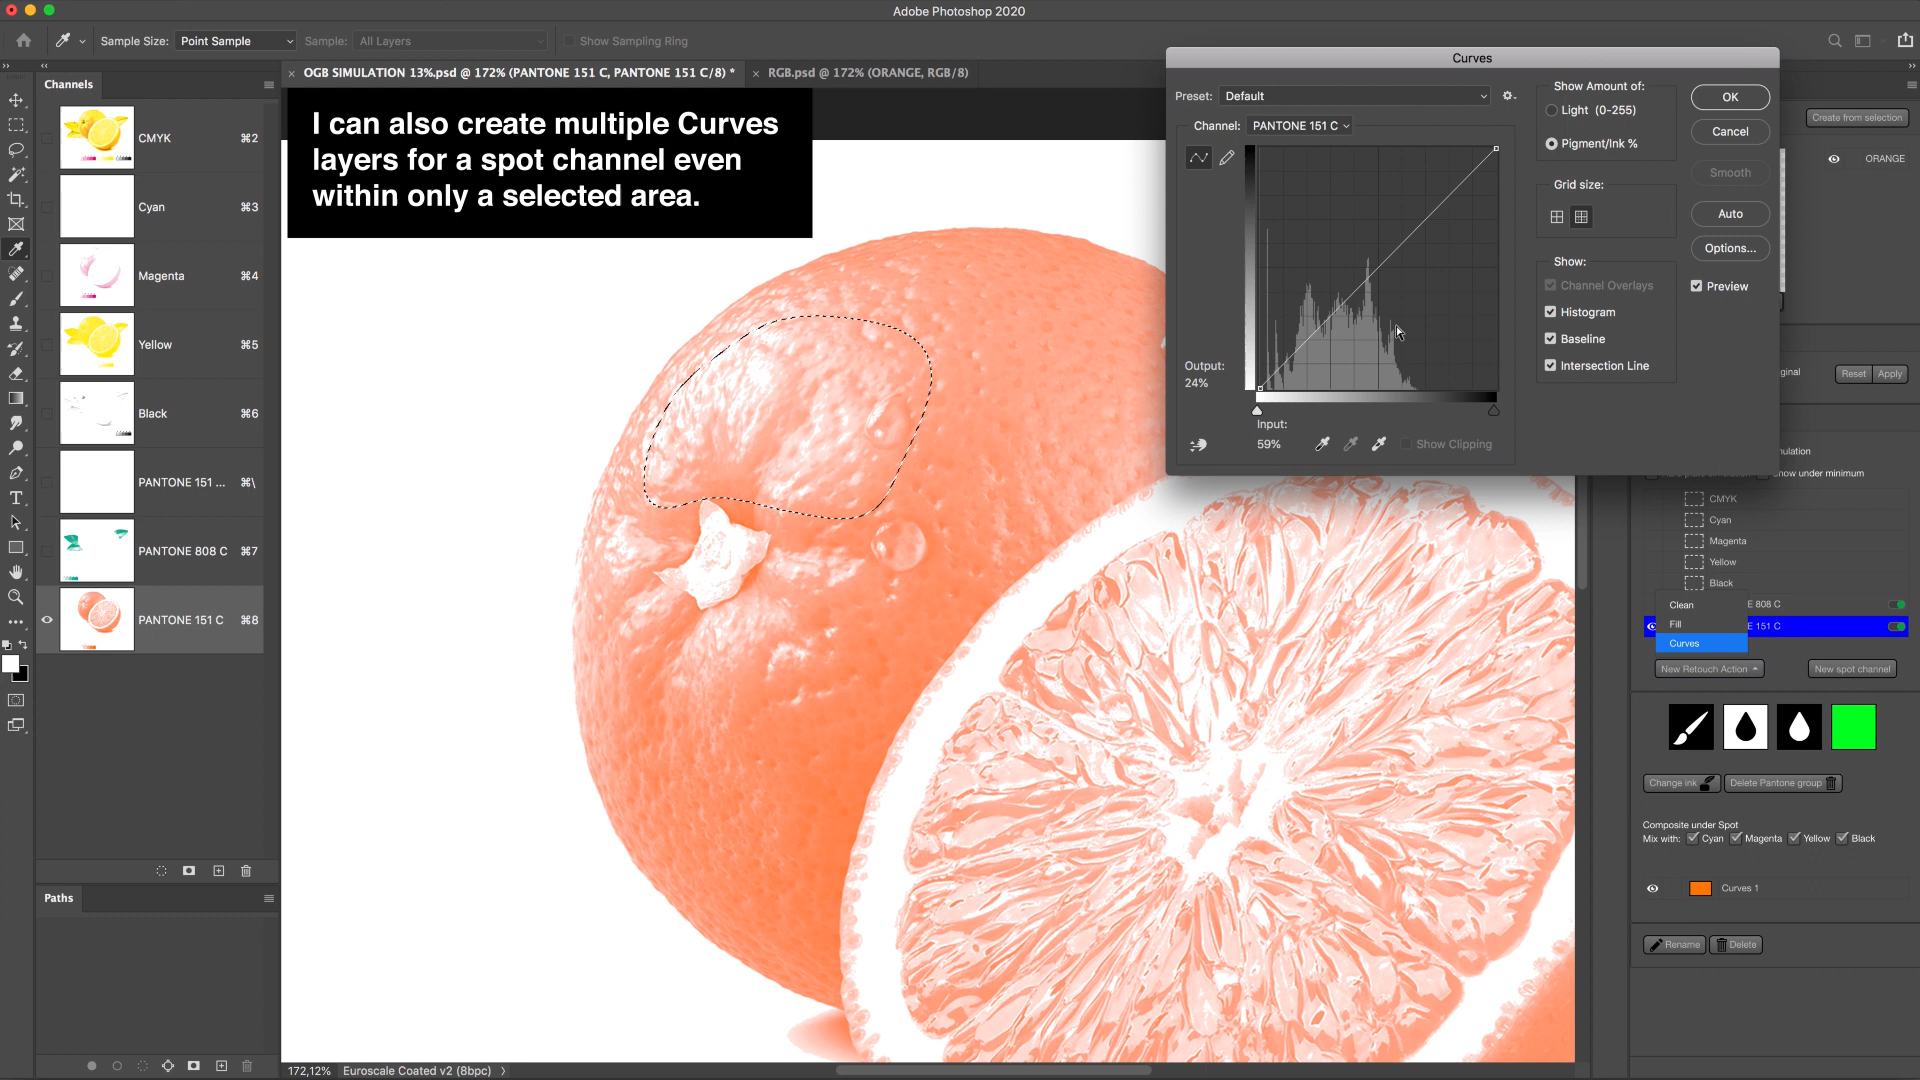 Adobe Photoshop 2020
Sample Size: Point Sample
Sample: All Layers
Show Sampling Ring
Channels
CMYK ⌘2
Cyan ⌘3
Magenta ⌘4
Yellow ⌘5
Black ⌘6
PANTONE 151 ... ⌘\
PANTONE 808 C ⌘7
PANTONE 151 C ⌘8
Paths
OGB SIMULATION 13%.psd @ 172% (PANTONE 151 C, PANTONE 151 C/8) *
RGB.psd @ 172% (ORANGE, RGB/8)
I can also create multiple Curves
layers for a spot channel even
within only a selected area.
172,12% Euroscale Coated v2 (8bpc)
Curves
Preset: Default
Channel: PANTONE 151 C
Output:
24%
Input:
59%
Show Clipping
Show Amount of:
Light (0-255)
Pigment/Ink %
Grid size:
Show:
Channel Overlays
Histogram
Baseline
Intersection Line
OK
Cancel
Smooth
Auto
Options...
Preview
Create from selection
ORANGE
Reset Apply
CMYK
Cyan
Magenta
Yellow
Black
E 808 C
E 151 C
Clean
Fill
Curves
New Retouch Action
New spot channel
Change ink
Delete Pantone group
Composite under Spot
Mix with: Cyan Magenta Yellow Black
Curves 1
Rename
Delete